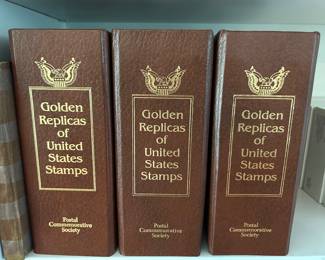 Golden
Replicas
of
United
States
Stamps
Postal
Commemorative
Society
Golden
Replicas
of
United
States
Stamps
Postal
Commemorative
Society
Golden
Replicas
of
United
States
Stamps
Postal
Commemorative
Society